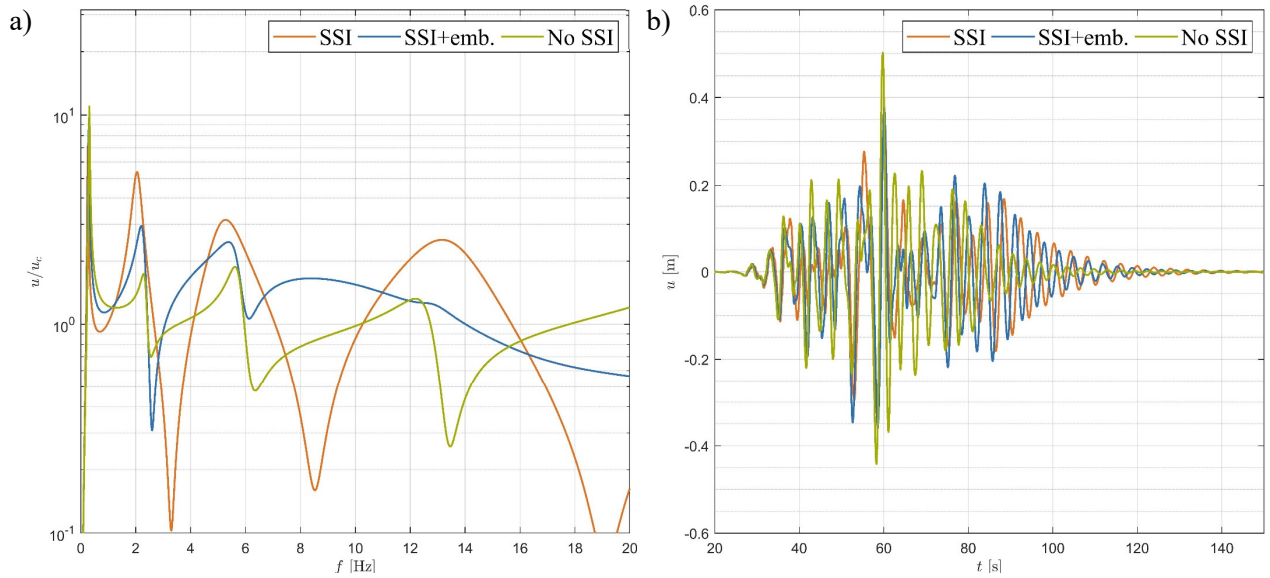 a)
SSI SSI+emb. No SSI
u/u_c
10^1
10^0
10^-1
0 2 4 6 8 10 12 14 16 18 20
f [Hz]
b)
SSI SSI+emb. No SSI
u [m]
0.6
0.4
0.2
0
-0.2
-0.4
-0.6
20 40 60 80 100 120 140
t [s]